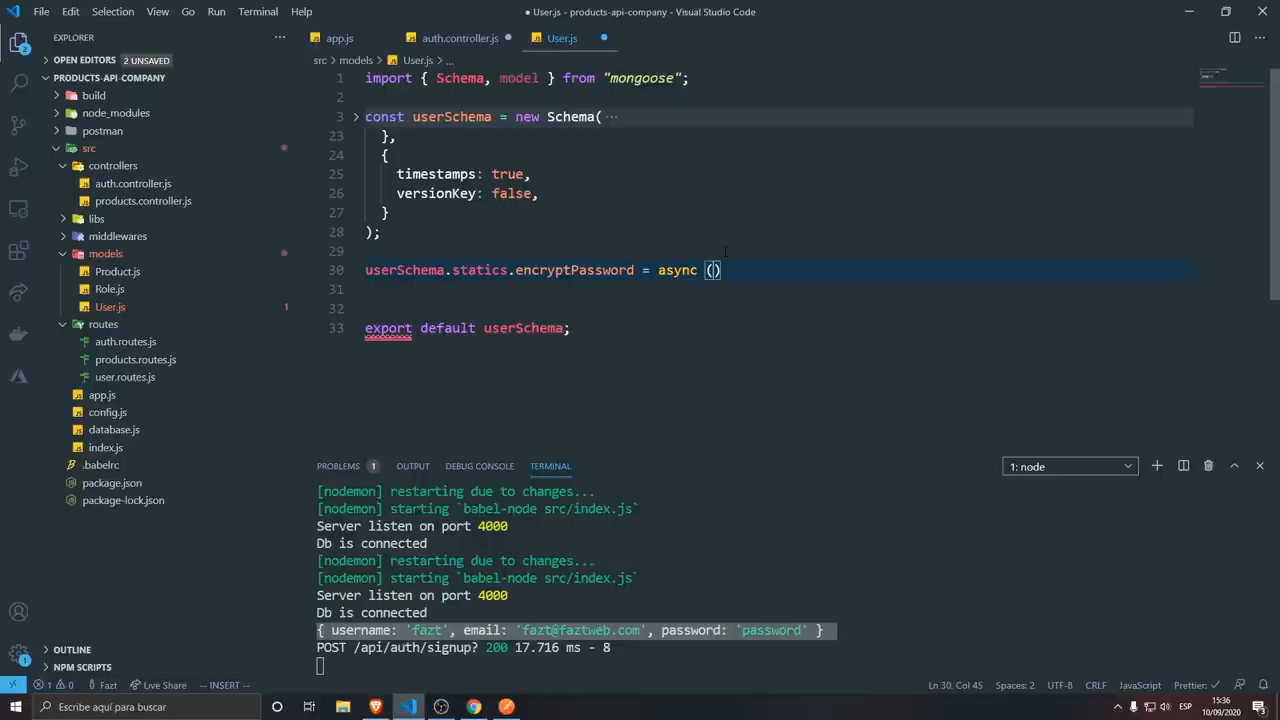 File Edit Selection View Go Run Terminal Help
● User.js - products-api-company - Visual Studio Code
EXPLORER
app.js
auth.controller.js
User.js
OPEN EDITORS 2 UNSAVED
PRODUCTS-API-COMPANY
build
node_modules
postman
src
controllers
auth.controller.js
products.controller.js
libs
middlewares
models
Product.js
Role.js
User.js 1
routes
auth.routes.js
products.routes.js
user.routes.js
app.js
config.js
database.js
index.js
.babelrc
package.json
package-lock.json
OUTLINE
NPM SCRIPTS
src > models > User.js > ...
1 import { Schema, model } from "mongoose";
2
3 const userSchema = new Schema(···
23 },
24 {
25 timestamps: true,
26 versionKey: false,
27 }
28 );
29
30 userSchema.statics.encryptPassword = async ()
31
32
33 export default userSchema;
PROBLEMS 1 OUTPUT DEBUG CONSOLE TERMINAL
1: node
[nodemon] restarting due to changes...
[nodemon] starting `babel-node src/index.js`
Server listen on port 4000
Db is connected
[nodemon] restarting due to changes...
[nodemon] starting `babel-node src/index.js`
Server listen on port 4000
Db is connected
{ username: 'fazt', email: 'fazt@faztweb.com', password: 'password' }
POST /api/auth/signup? 200 17.716 ms - 8
2
1
1 0 Fazt Live Share -- INSERT --
Ln 30, Col 45 Spaces: 2 UTF-8 CRLF JavaScript Prettier: ✓
Escribe aquí para buscar
ESP
15:36
10/09/2020
3